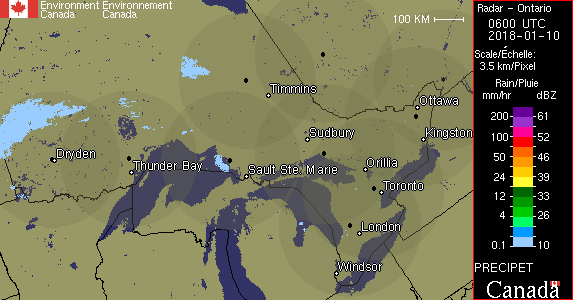 Environment Environnement
Canada Canada
100 KM
Timmins
Ottawa
Sudbury
Kingston
Dryden
Thunder Bay
Sault Ste. Marie
Orillia
Toronto
London
Windsor
Radar - Ontario
0600 UTC
2018-01-10
Scale/Échelle:
3.5 km/Pixel
Rain/Pluie
mm/hr dBZ
200 61
100 52
50 46
24 39
12 33
4 26
0.1 10
PRECIPET
Canada